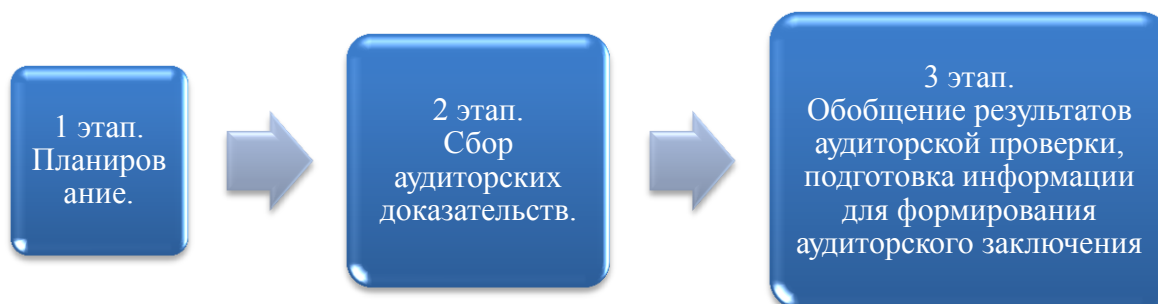 1 этап.
Планиров
ание.
2 этап.
Сбор
аудиторских
доказательств.
3 этап.
Обобщение результатов
аудиторской проверки,
подготовка информации
для формирования
аудиторского заключения